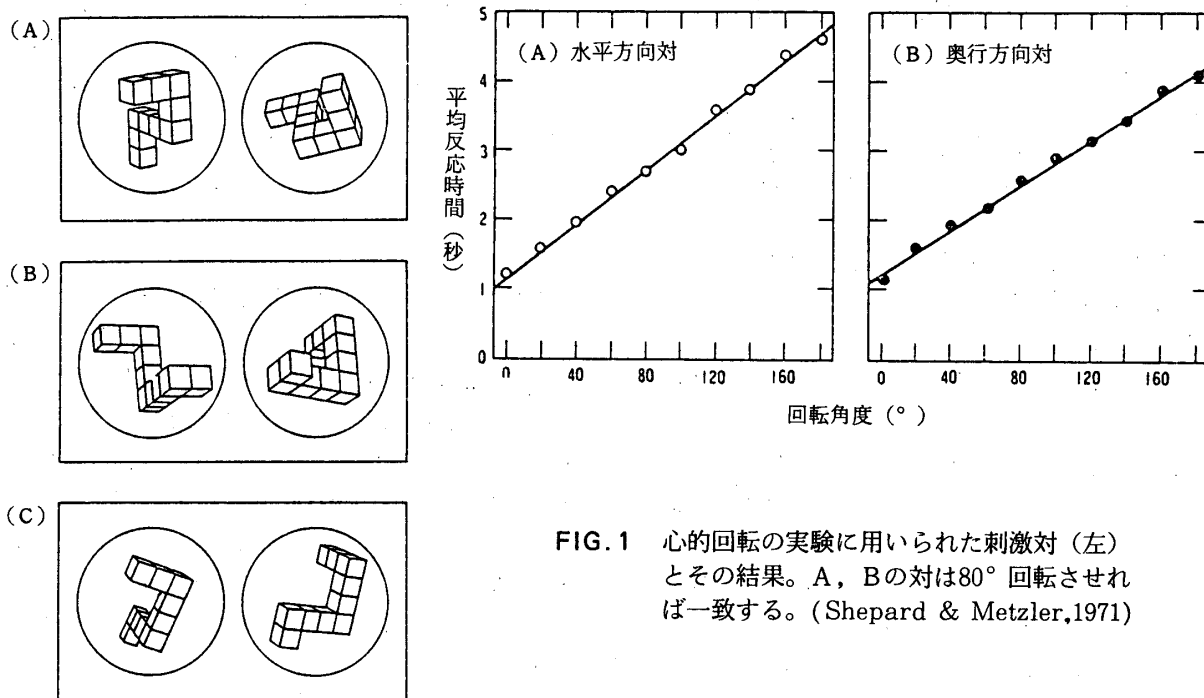 (A)
(B)
(C)
(A) 水平方向対
(B) 奥行方向対
平均反応時間(秒)
5
4
3
2
1
0
0 40 80 120 160
0 40 80 120 160
回転角度(°)
FIG.1 心的回転の実験に用いられた刺激対(左)
とその結果。A,Bの対は80°回転させれ
ば一致する。(Shepard & Metzler,1971)